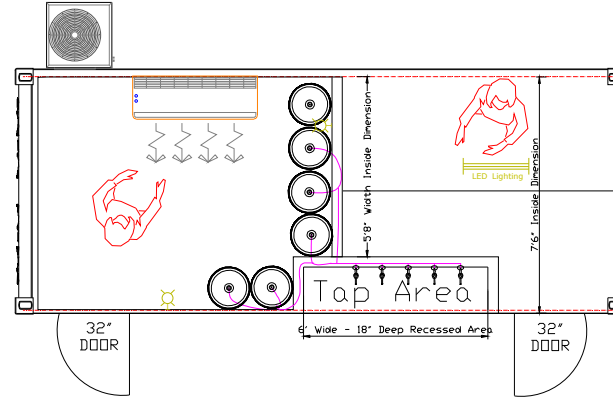 5'8" Width Inside Dimension
7'6" Inside Dimension
LED Lighting
Tap Area
6' Wide - 18" Deep Recessed Area
32"
DOOR
32"
DOOR